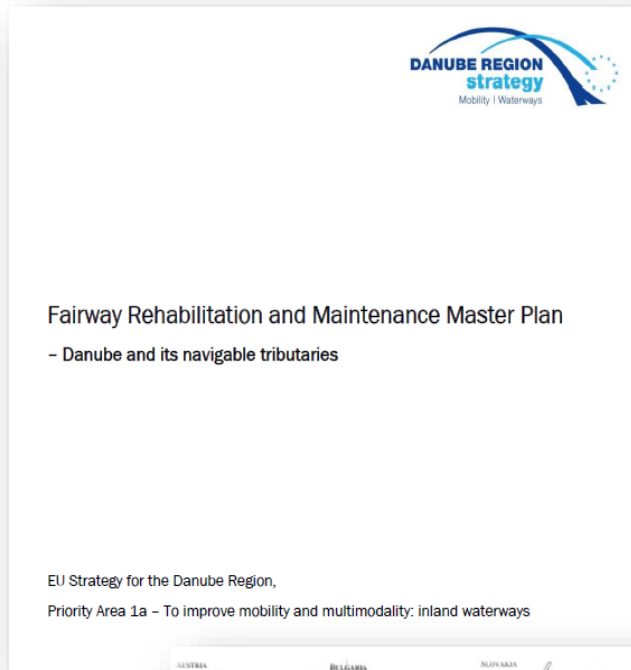 DANUBE REGION
strategy
Mobility | Waterways
Fairway Rehabilitation and Maintenance Master Plan
– Danube and its navigable tributaries
EU Strategy for the Danube Region,
Priority Area 1a – To improve mobility and multimodality: inland waterways
AUSTRIA BULGARIA SLOVAKIA